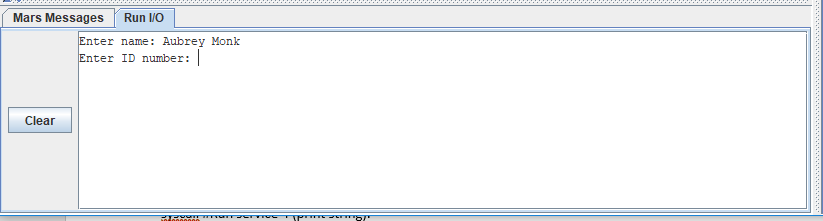 Mars Messages Run I/O
Enter name: Aubrey Monk
Enter ID number:
Clear